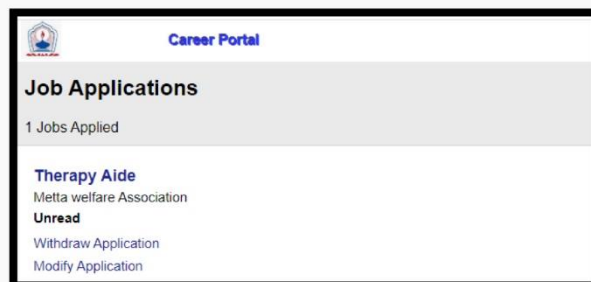 Career Portal
Job Applications
1 Jobs Applied
Therapy Aide
Metta welfare Association
Unread
Withdraw Application
Modify Application